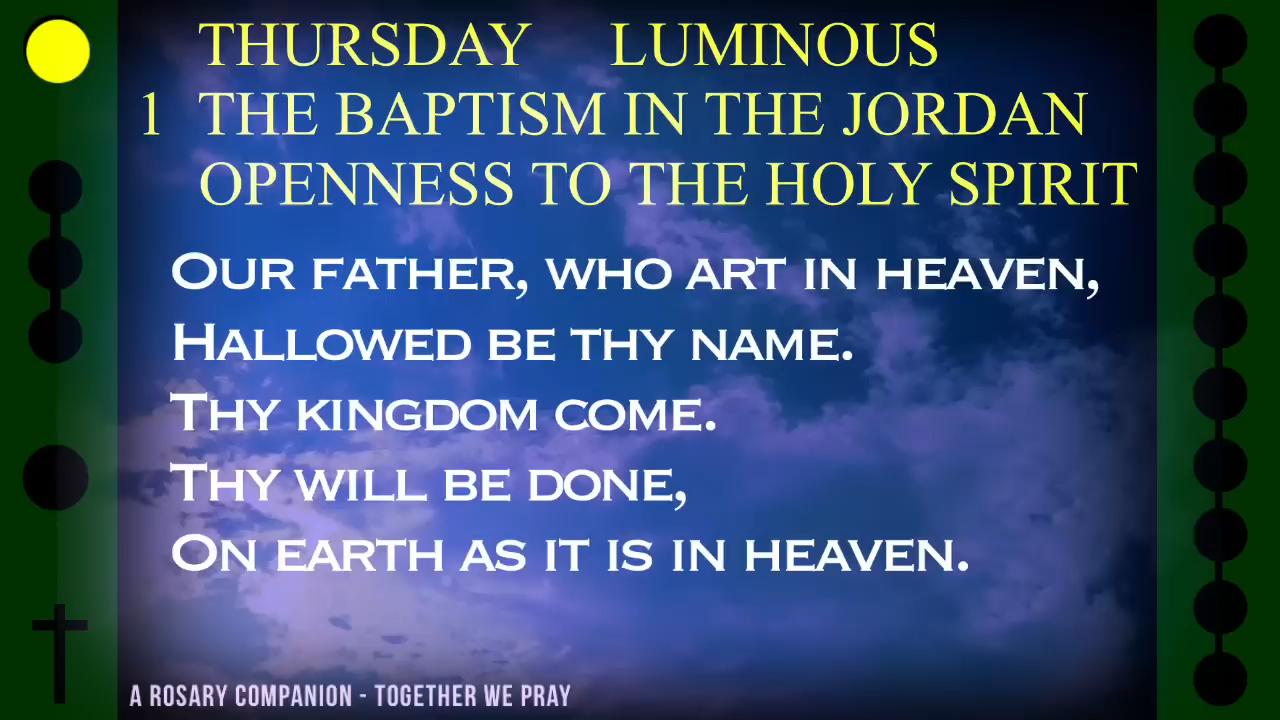 THURSDAY LUMINOUS
1 THE BAPTISM IN THE JORDAN
OPENNESS TO THE HOLY SPIRIT
OUR FATHER, WHO ART IN HEAVEN,
HALLOWED BE THY NAME.
THY KINGDOM COME.
THY WILL BE DONE,
ON EARTH AS IT IS IN HEAVEN.
A ROSARY COMPANION - TOGETHER WE PRAY